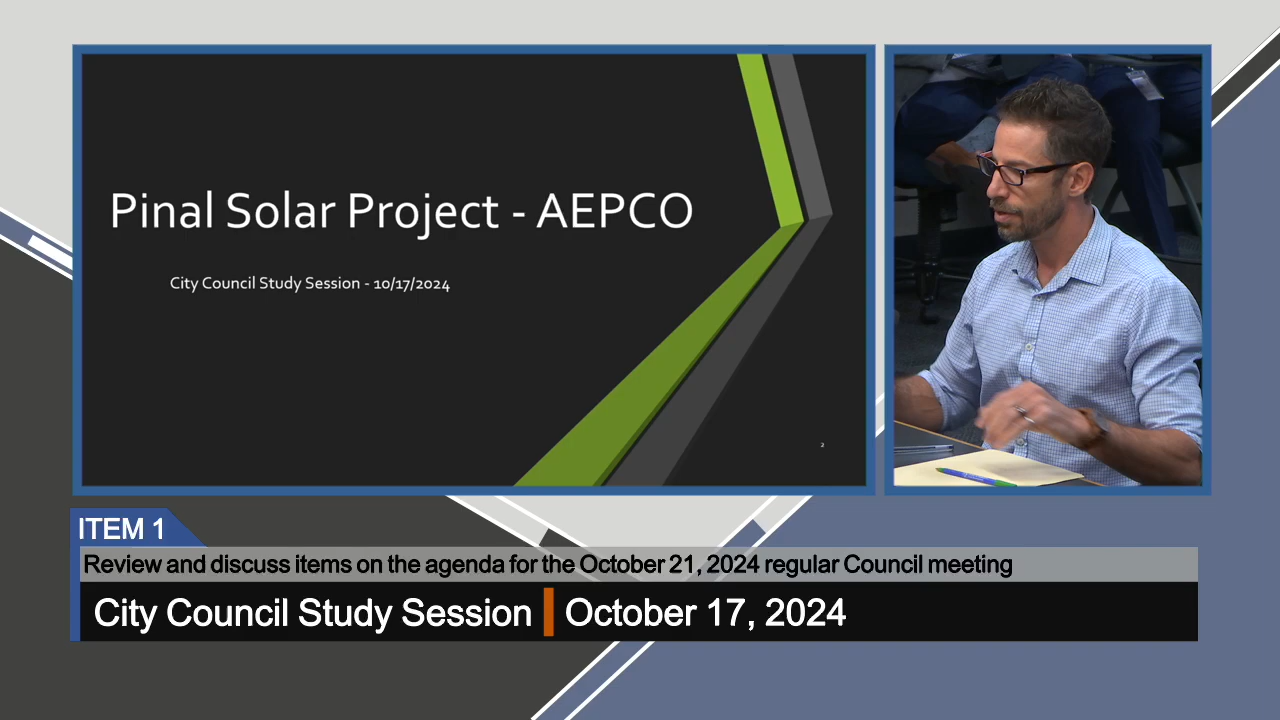 Pinal Solar Project - AEPCO
City Council Study Session - 10/17/2024
2
ITEM 1
Review and discuss items on the agenda for the October 21, 2024 regular Council meeting
City Council Study Session
October 17, 2024